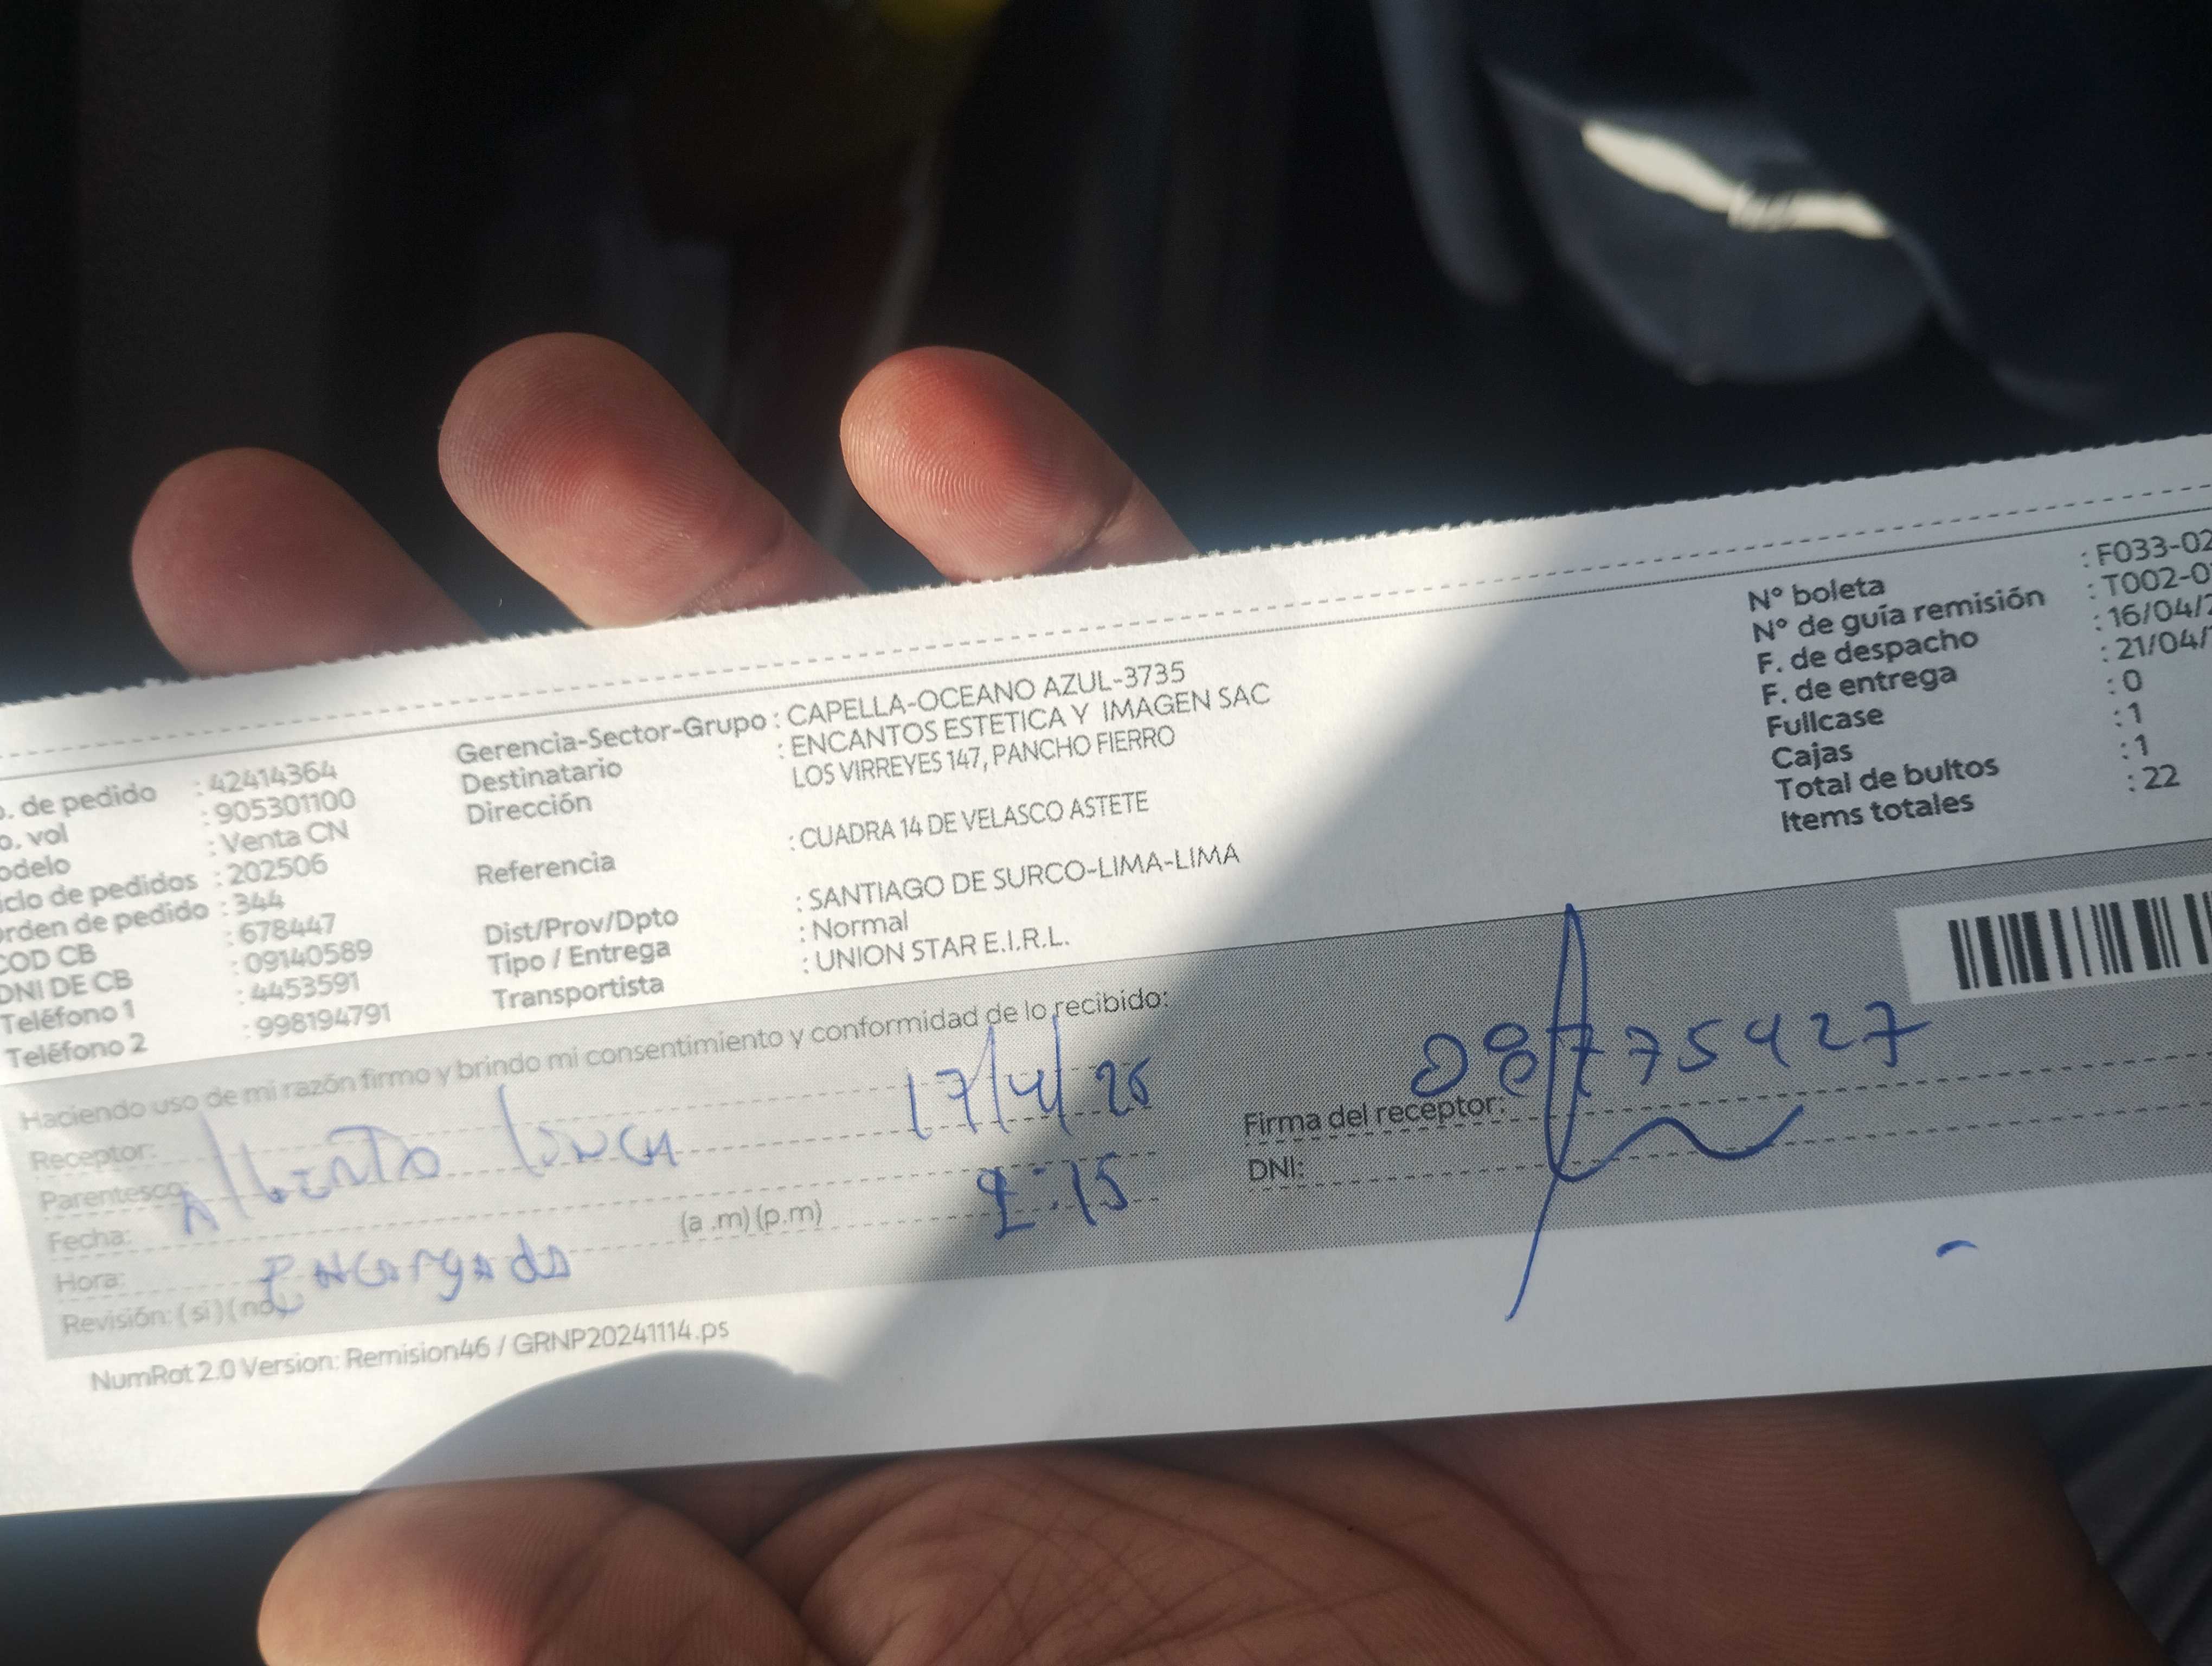 o. de pedido : 42414364
o. vol : 905301100
odelo : Venta CN
iclo de pedidos : 202506
rden de pedido : 344
COD CB : 678447
DNI DE CB : 09140589
Teléfono 1 : 4453591
Teléfono 2 : 998194791
Gerencia-Sector-Grupo : CAPELLA-OCEANO AZUL-3735
Destinatario : ENCANTOS ESTETICA Y IMAGEN SAC
Dirección LOS VIRREYES 147, PANCHO FIERRO
Referencia : CUADRA 14 DE VELASCO ASTETE
Dist/Prov/Dpto : SANTIAGO DE SURCO-LIMA-LIMA
Tipo / Entrega : Normal
Transportista : UNION STAR E.I.R.L.
N° boleta : F033-02
N° de guía remisión : T002-0
F. de despacho : 16/04/2
F. de entrega : 21/04/
Fullcase : 0
Cajas : 1
Total de bultos : 1
Items totales : 22
Haciendo uso de mi razón firmo y brindo mi consentimiento y conformidad de lo recibido:
Receptor:
Parentesco: Alberto
Fecha: 17/4/25
Hora: (a .m) (p.m) 2:15
Revisión: ( si ) ( no Encargado
Firma del receptor: 08775427
DNI:
NumRot 2.0 Version: Remision46 / GRNP20241114.ps